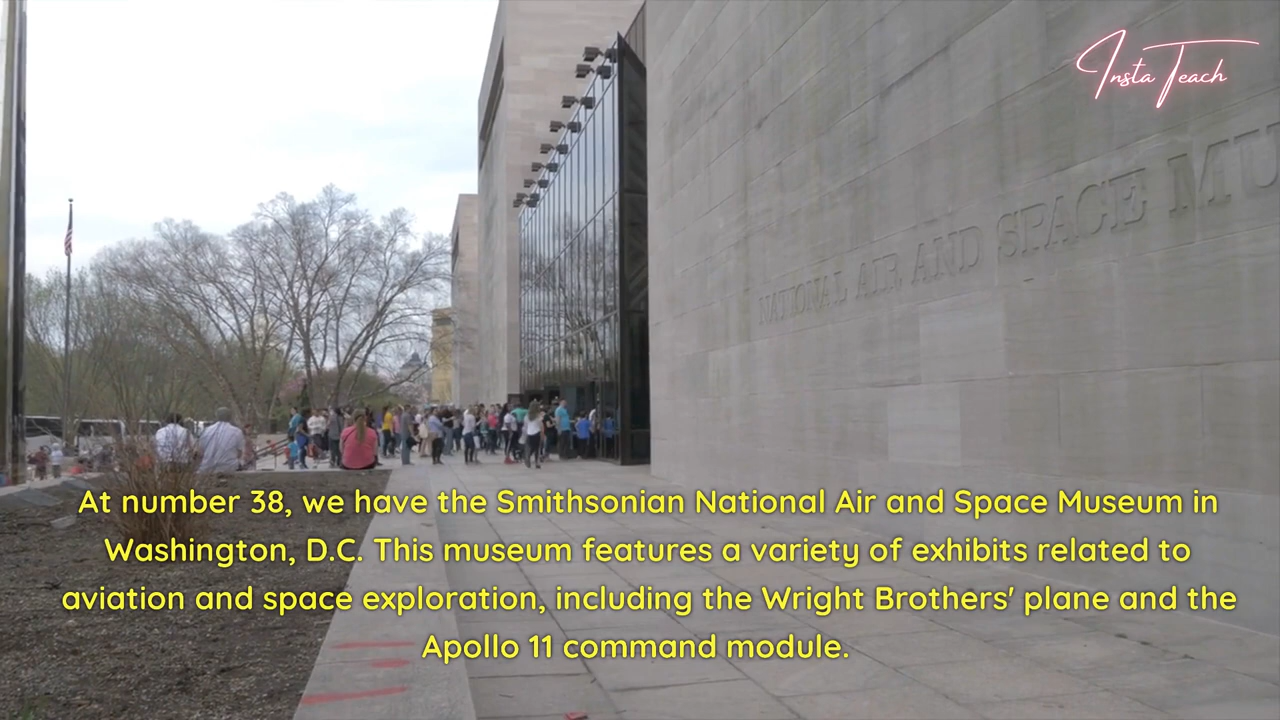 Insta Teach
NATIONAL AIR AND SPACE MU
At number 38, we have the Smithsonian National Air and Space Museum in
Washington, D.C. This museum features a variety of exhibits related to
aviation and space exploration, including the Wright Brothers' plane and the
Apollo 11 command module.